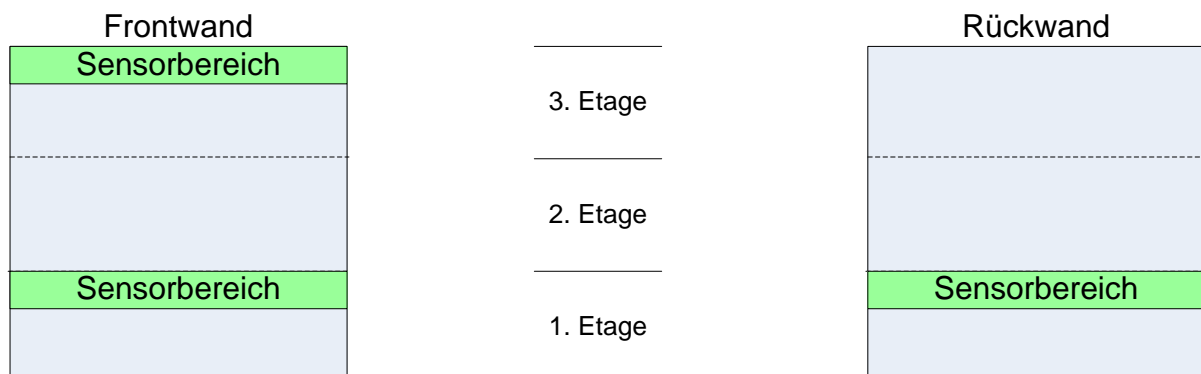 Frontwand
Rückwand
Sensorbereich
3. Etage
2. Etage
Sensorbereich
Sensorbereich
1. Etage